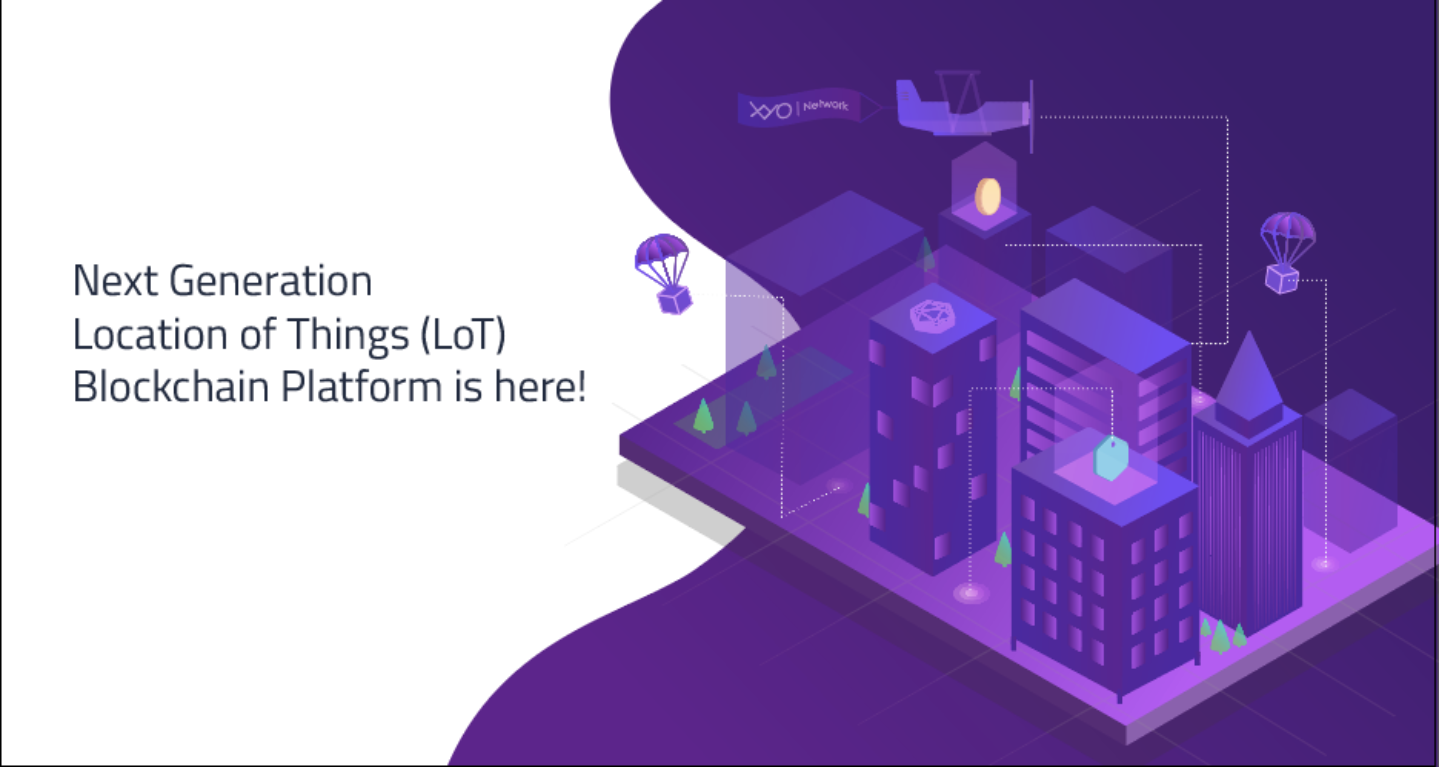 XYO | Network
Next Generation
Location of Things (LoT)
Blockchain Platform is here!